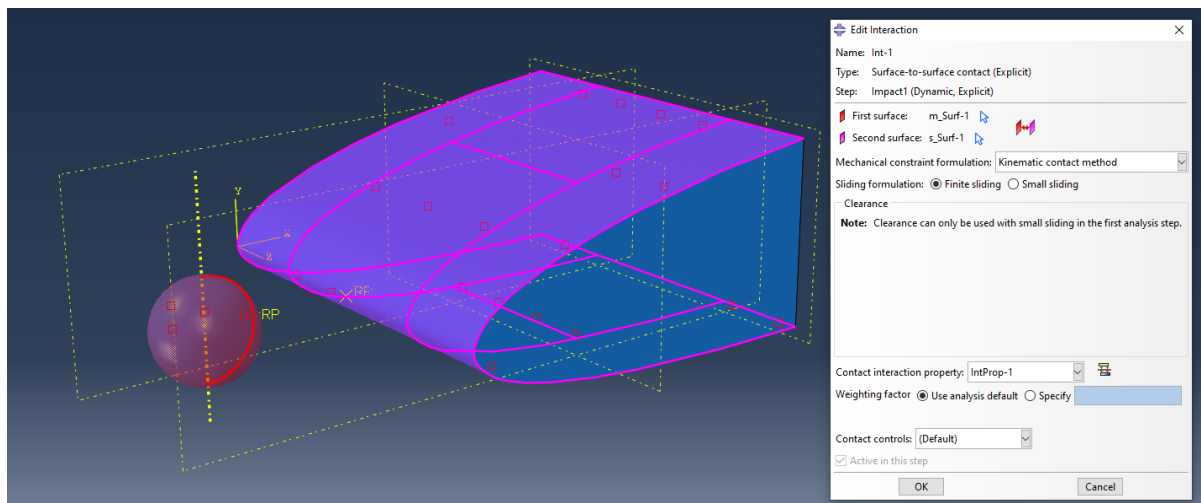 Edit Interaction
Name: Int-1
Type: Surface-to-surface contact (Explicit)
Step: Impact1 (Dynamic, Explicit)
First surface: m_Surf-1
Second surface: s_Surf-1
Mechanical constraint formulation: Kinematic contact method
Sliding formulation: Finite sliding Small sliding
Clearance
Note: Clearance can only be used with small sliding in the first analysis step.
Contact interaction property: IntProp-1
Weighting factor Use analysis default Specify
Contact controls: (Default)
Active in this step
OK Cancel
Y
X
Z
RP
RP